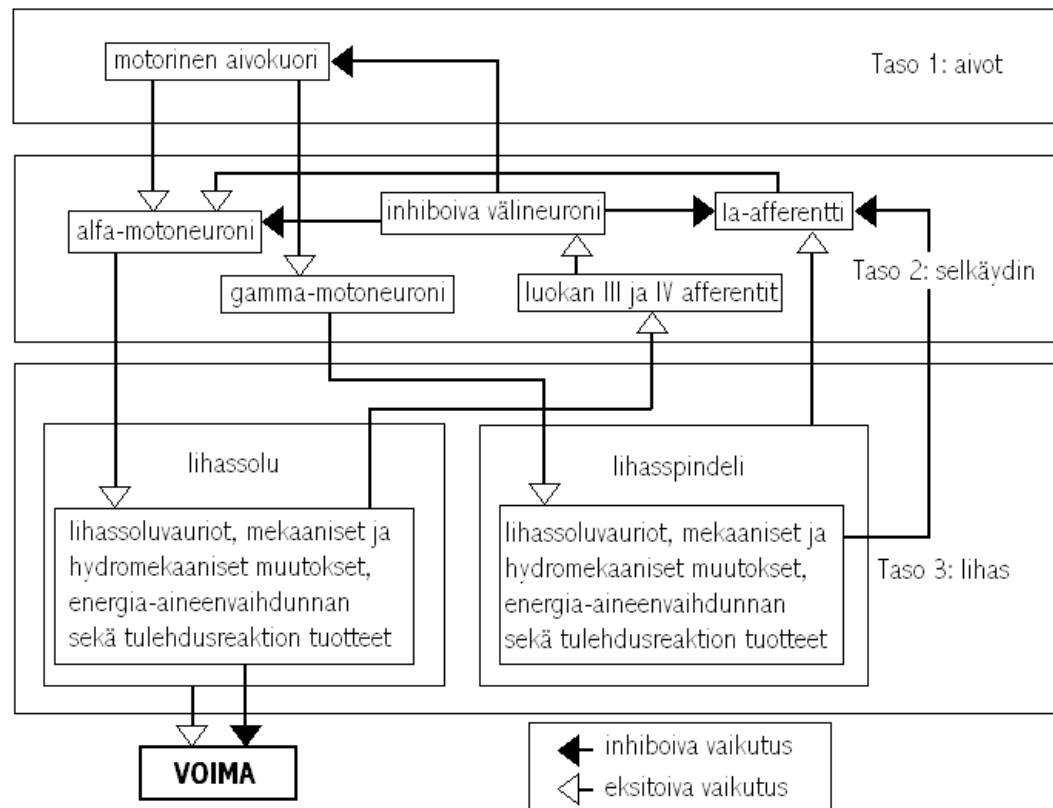 motorinen aivokuori
Taso 1: aivot
alfa-motoneuroni
inhiboiva välineuroni
Ia-afferentti
gamma-motoneuroni
luokan III ja IV afferentit
Taso 2: selkäydin
lihassolu
lihassoluvauriot, mekaaniset ja
hydromekaaniset muutokset,
energia-aineenvaihdunnan
sekä tulehdusreaktion tuotteet
lihasspindeli
lihassoluvauriot, mekaaniset ja
hydromekaaniset muutokset,
energia-aineenvaihdunnan
sekä tulehdusreaktion tuotteet
Taso 3: lihas
VOIMA
inhiboiva vaikutus
eksitoiva vaikutus